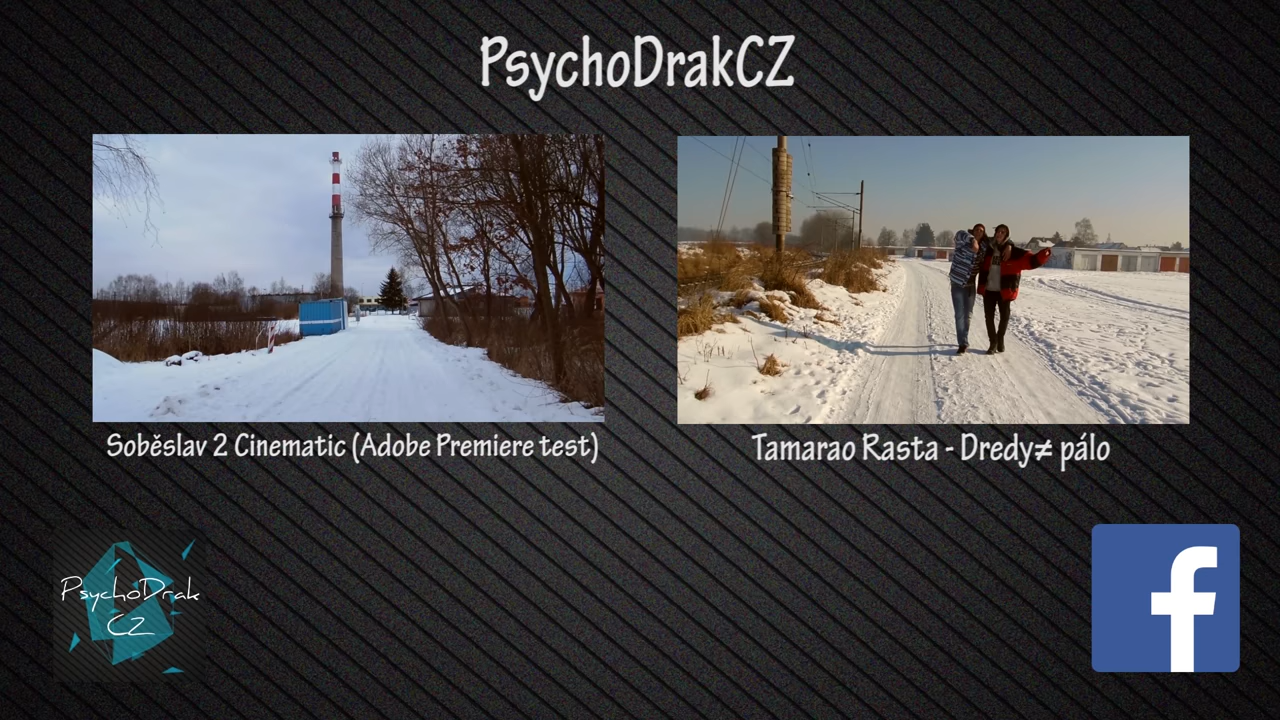 PsychoDrakCZ
Soběslav 2 Cinematic (Adobe Premiere test)
Tamarao Rasta - Dredy≠ pálo
PsychoDrak
CZ
f